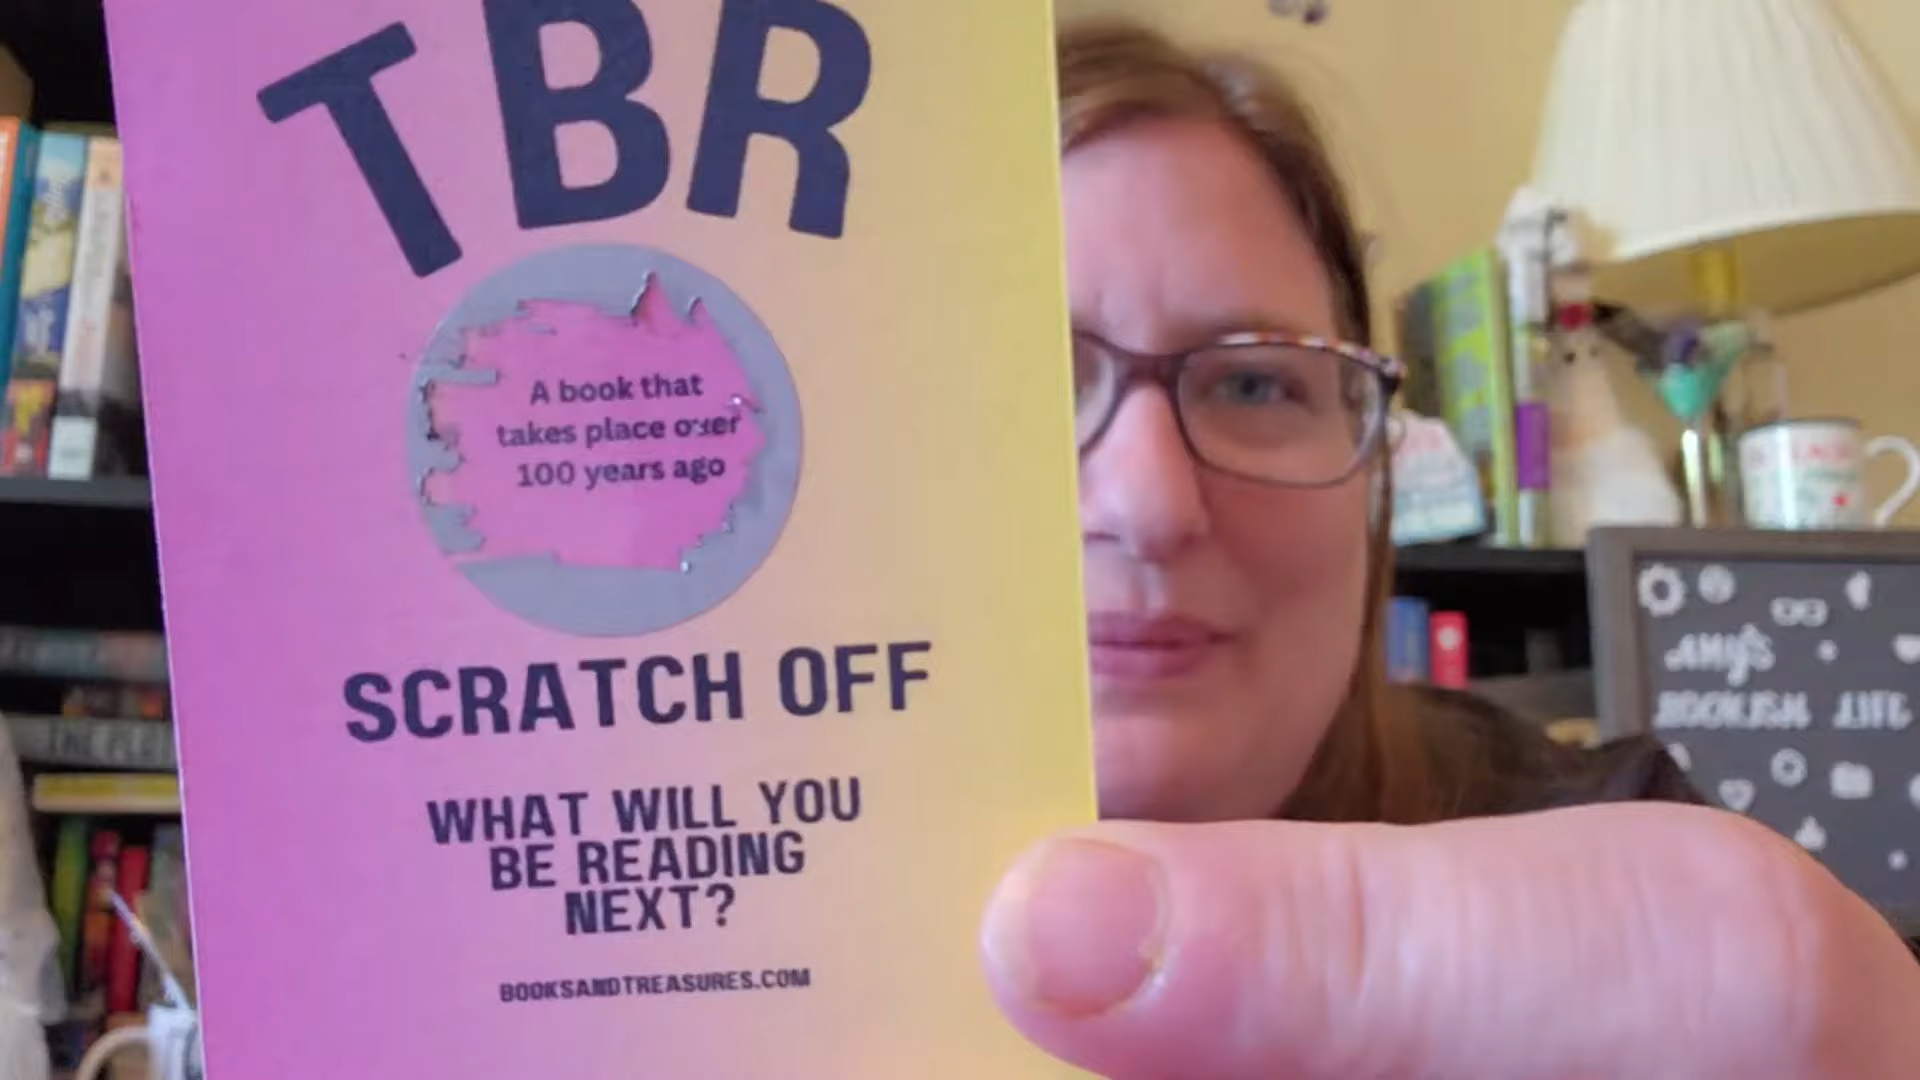 TBR
A book that
takes place over
100 years ago
SCRATCH OFF
WHAT WILL YOU
BE READING
NEXT?
BOOKSANDTREASURES.COM
AMY'S
BOOKISH LIFE